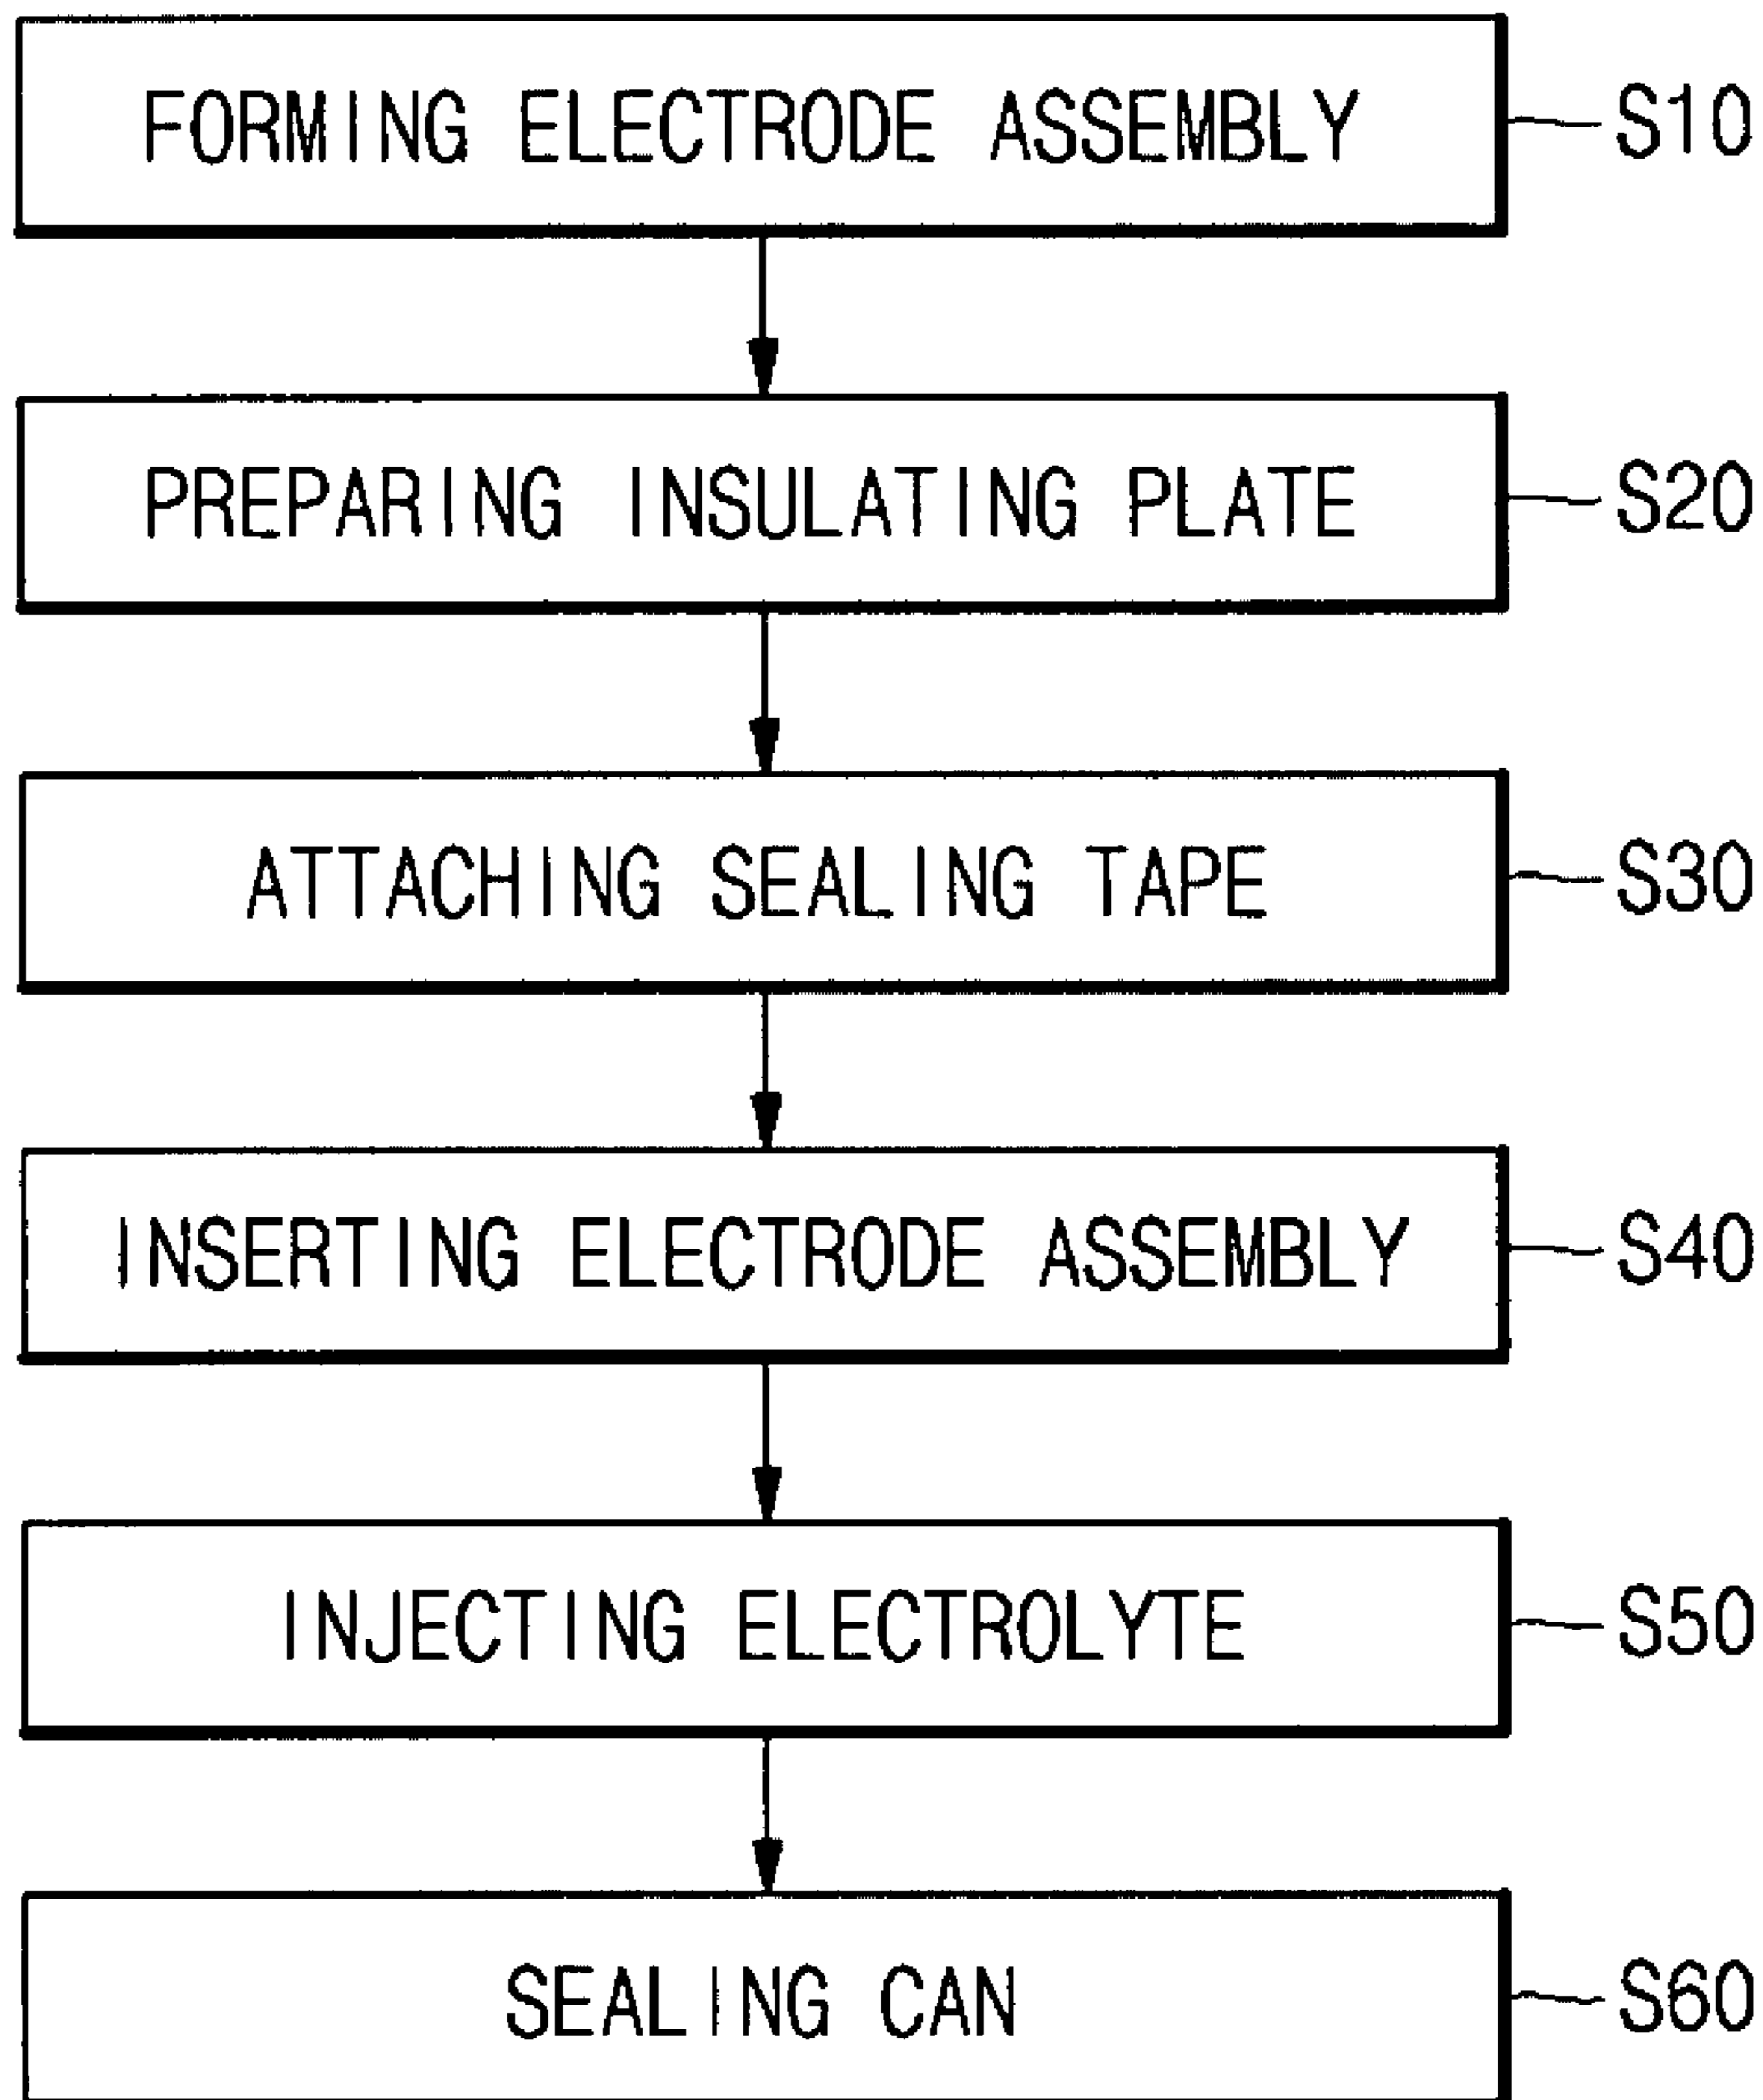 FORMING ELECTRODE ASSEMBLY S10
PREPARING INSULATING PLATE S20
ATTACHING SEALING TAPE S30
INSERTING ELECTRODE ASSEMBLY S40
INJECTING ELECTROLYTE S50
SEALING CAN S60